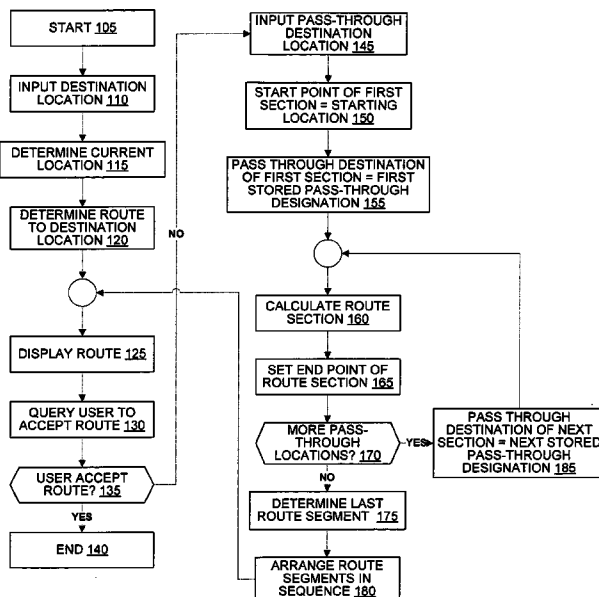 START 105
INPUT DESTINATION
LOCATION 110
DETERMINE CURRENT
LOCATION 115
DETERMINE ROUTE
TO DESTINATION
LOCATION 120
DISPLAY ROUTE 125
QUERY USER TO
ACCEPT ROUTE 130
USER ACCEPT
ROUTE? 135
YES
END 140
NO
INPUT PASS-THROUGH
DESTINATION
LOCATION 145
START POINT OF FIRST
SECTION = STARTING
LOCATION 150
PASS THROUGH DESTINATION
OF FIRST SECTION = FIRST
STORED PASS-THROUGH
DESIGNATION 155
CALCULATE ROUTE
SECTION 160
SET END POINT OF
ROUTE SECTION 165
MORE PASS-
THROUGH
LOCATIONS? 170
YES
NO
DETERMINE LAST
ROUTE SEGMENT 175
ARRANGE ROUTE
SEGMENTS IN
SEQUENCE 180
PASS THROUGH
DESTINATION OF NEXT
SECTION = NEXT STORED
PASS-THROUGH
DESIGNATION 185